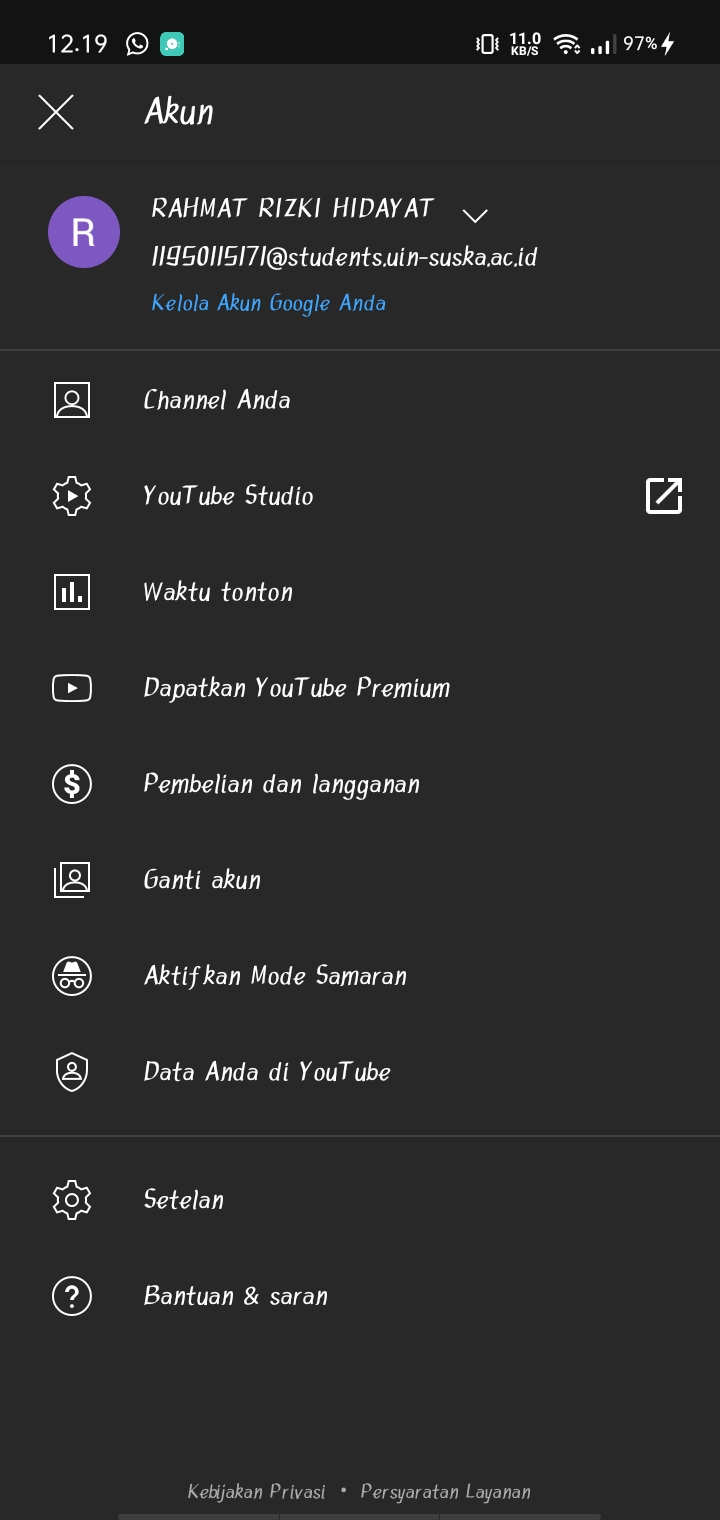 12.19
11.0
KB/S
97%
Akun
R
RAHMAT RIZKI HIDAYAT
11950115171@students.uin-suska.ac.id
Kelola Akun Google Anda
Channel Anda
YouTube Studio
Waktu tonton
Dapatkan YouTube Premium
Pembelian dan langganan
Ganti akun
Aktifkan Mode Samaran
Data Anda di YouTube
Setelan
Bantuan & saran
Kebijakan Privasi • Persyaratan Layanan